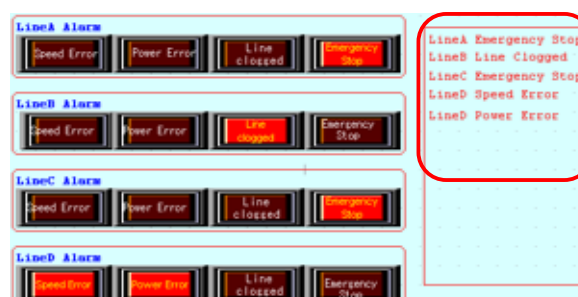 LineA Alarm
Speed Error Power Error Line clogged Emergency Stop
LineB Alarm
Speed Error Power Error Line clogged Emergency Stop
LineC Alarm
Speed Error Power Error Line clogged Emergency Stop
LineD Alarm
Speed Error Power Error Line clogged Emergency Stop
LineA Emergency Stop
LineB Line Clogged
LineC Emergency Stop
LineD Speed Error
LineD Power Error